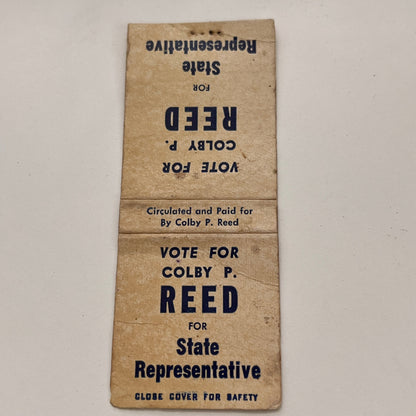 State
Representative
FOR
REED
COLBY P.
VOTE FOR
Circulated and Paid for
By Colby P. Reed
VOTE FOR
COLBY P.
REED
FOR
State
Representative
CLOSE COVER FOR SAFETY